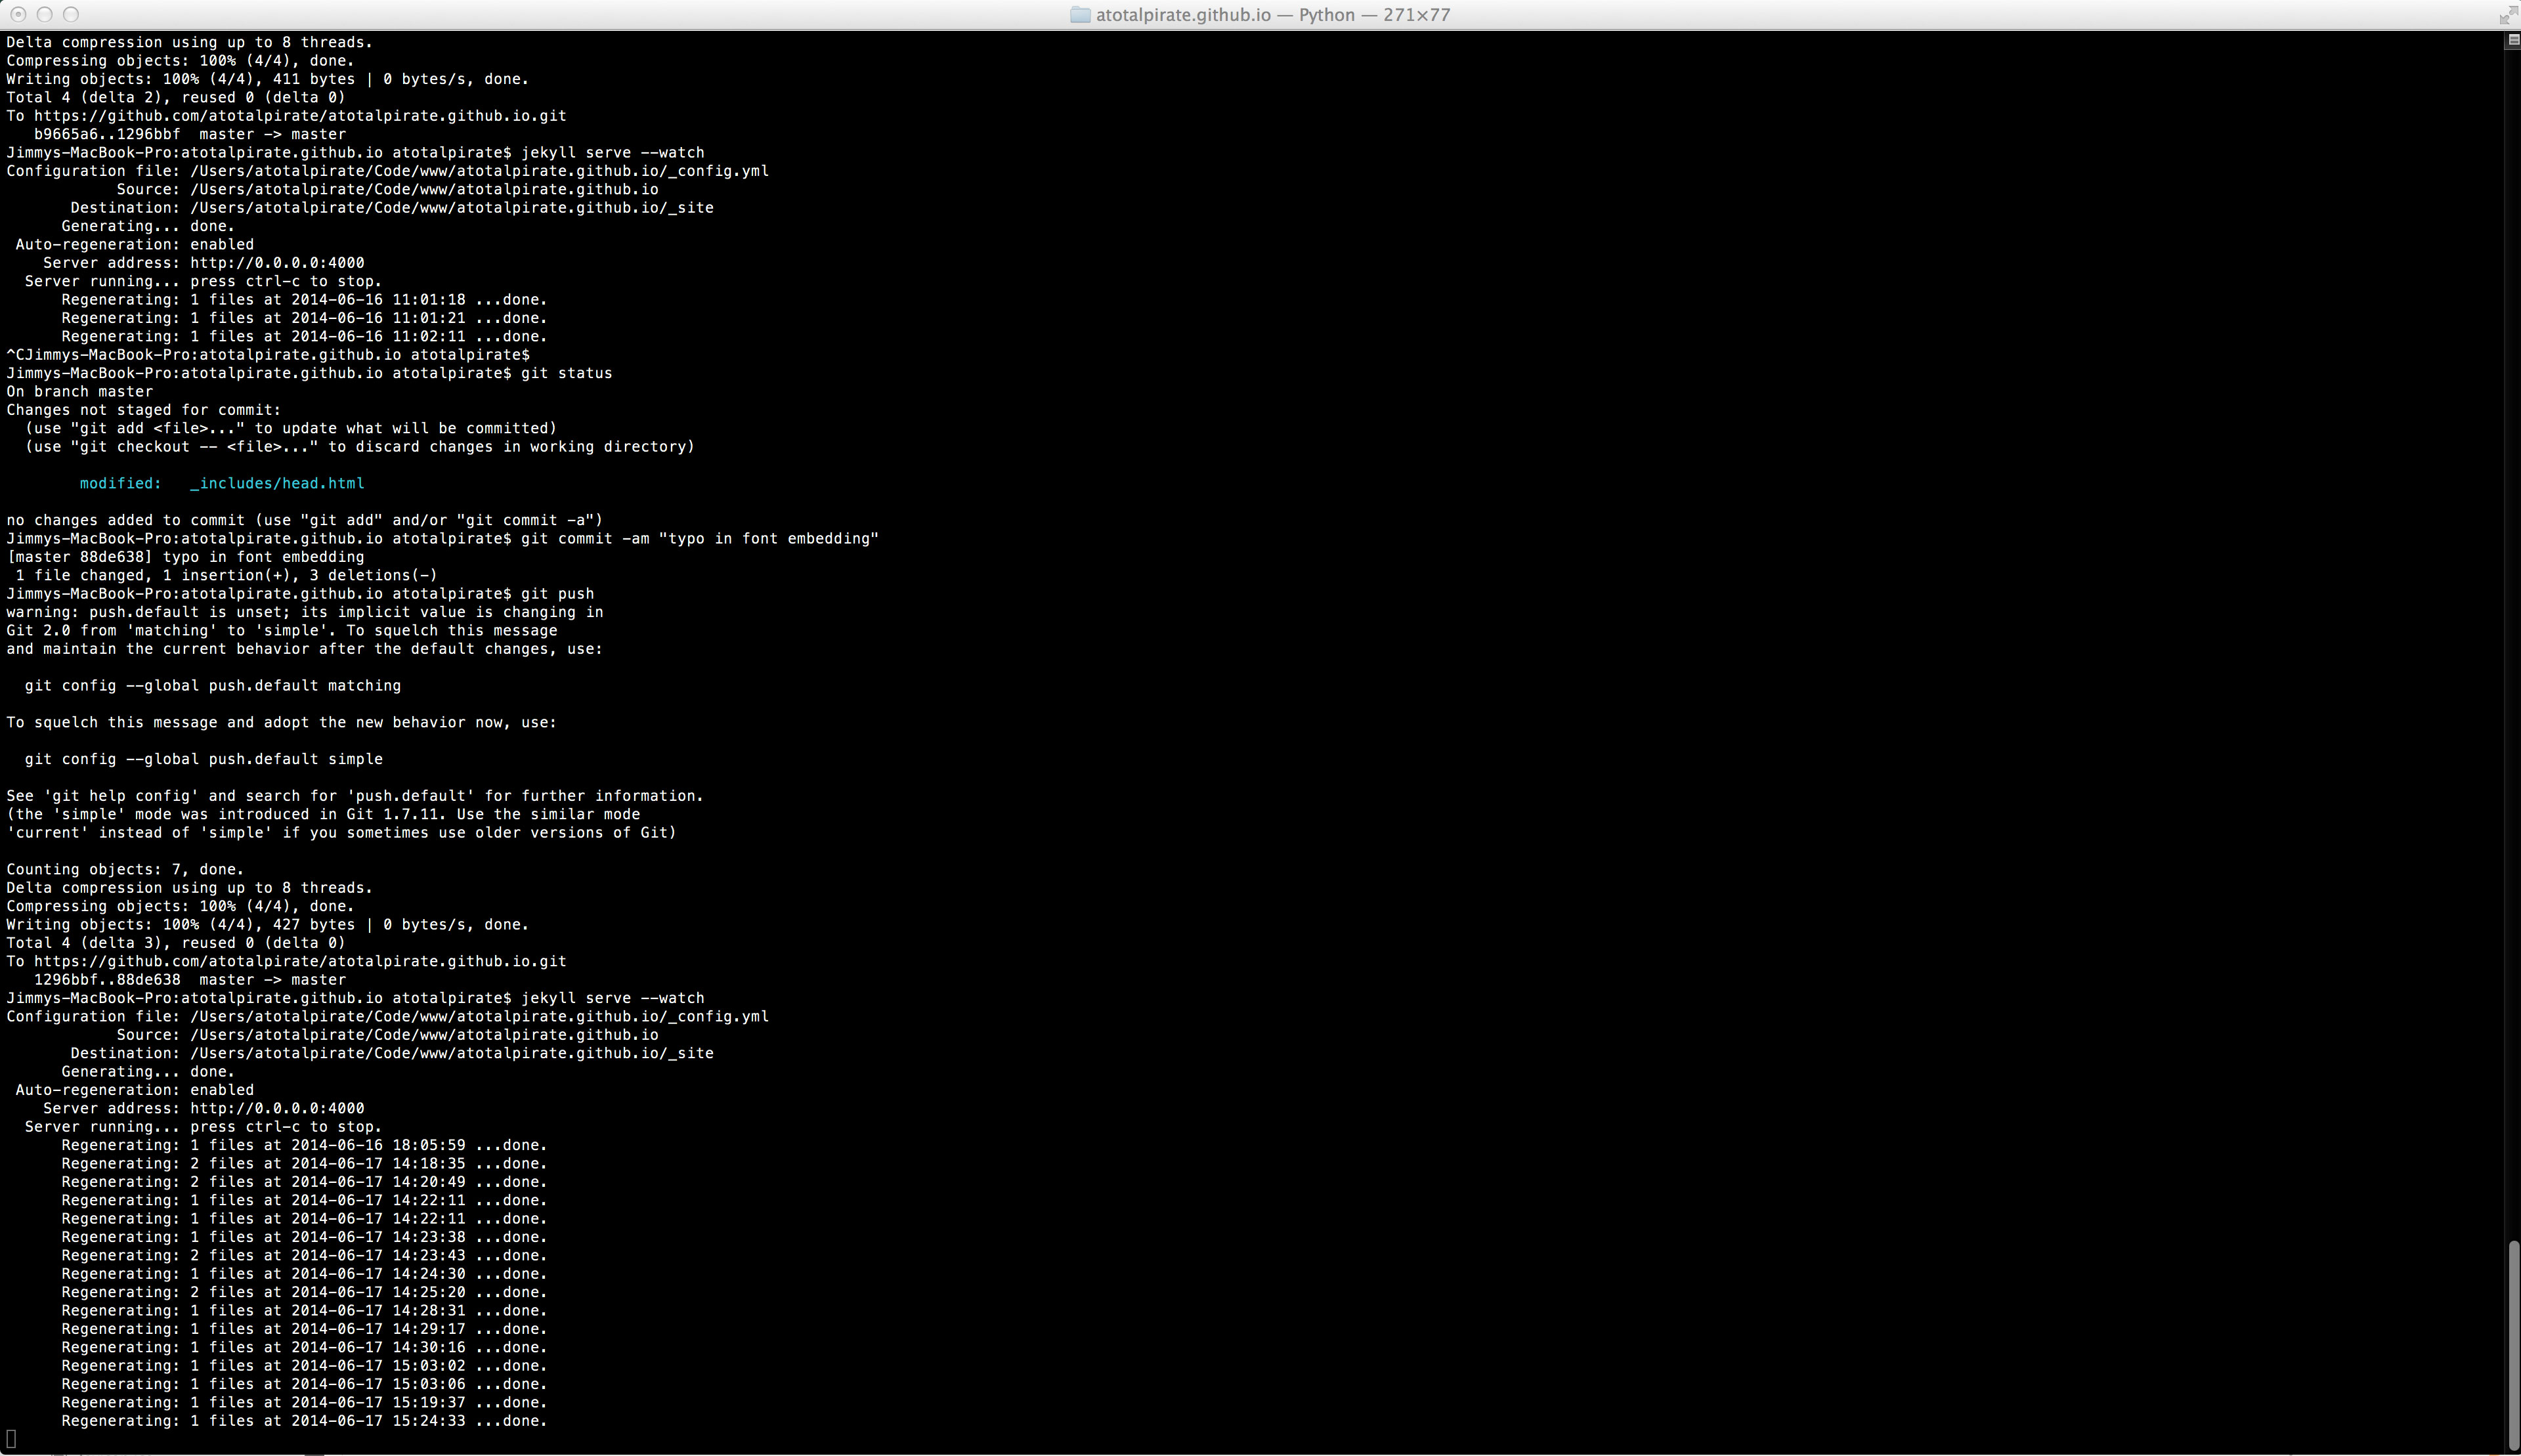 atotalpirate.github.io — Python — 271×77
Delta compression using up to 8 threads.
Compressing objects: 100% (4/4), done.
Writing objects: 100% (4/4), 411 bytes | 0 bytes/s, done.
Total 4 (delta 2), reused 0 (delta 0)
To https://github.com/atotalpirate/atotalpirate.github.io.git
   b9665a6..1296bbf  master -> master
Jimmys-MacBook-Pro:atotalpirate.github.io atotalpirate$ jekyll serve --watch
Configuration file: /Users/atotalpirate/Code/www/atotalpirate.github.io/_config.yml
            Source: /Users/atotalpirate/Code/www/atotalpirate.github.io
       Destination: /Users/atotalpirate/Code/www/atotalpirate.github.io/_site
      Generating... done.
 Auto-regeneration: enabled
    Server address: http://0.0.0.0:4000
  Server running... press ctrl-c to stop.
      Regenerating: 1 files at 2014-06-16 11:01:18 ...done.
      Regenerating: 1 files at 2014-06-16 11:01:21 ...done.
      Regenerating: 1 files at 2014-06-16 11:02:11 ...done.
^CJimmys-MacBook-Pro:atotalpirate.github.io atotalpirate$
Jimmys-MacBook-Pro:atotalpirate.github.io atotalpirate$ git status
On branch master
Changes not staged for commit:
  (use "git add <file>..." to update what will be committed)
  (use "git checkout -- <file>..." to discard changes in working directory)
        modified:   _includes/head.html
no changes added to commit (use "git add" and/or "git commit -a")
Jimmys-MacBook-Pro:atotalpirate.github.io atotalpirate$ git commit -am "typo in font embedding"
[master 88de638] typo in font embedding
 1 file changed, 1 insertion(+), 3 deletions(-)
Jimmys-MacBook-Pro:atotalpirate.github.io atotalpirate$ git push
warning: push.default is unset; its implicit value is changing in
Git 2.0 from 'matching' to 'simple'. To squelch this message
and maintain the current behavior after the default changes, use:
  git config --global push.default matching
To squelch this message and adopt the new behavior now, use:
  git config --global push.default simple
See 'git help config' and search for 'push.default' for further information.
(the 'simple' mode was introduced in Git 1.7.11. Use the similar mode
'current' instead of 'simple' if you sometimes use older versions of Git)
Counting objects: 7, done.
Delta compression using up to 8 threads.
Compressing objects: 100% (4/4), done.
Writing objects: 100% (4/4), 427 bytes | 0 bytes/s, done.
Total 4 (delta 3), reused 0 (delta 0)
To https://github.com/atotalpirate/atotalpirate.github.io.git
   1296bbf..88de638  master -> master
Jimmys-MacBook-Pro:atotalpirate.github.io atotalpirate$ jekyll serve --watch
Configuration file: /Users/atotalpirate/Code/www/atotalpirate.github.io/_config.yml
            Source: /Users/atotalpirate/Code/www/atotalpirate.github.io
       Destination: /Users/atotalpirate/Code/www/atotalpirate.github.io/_site
      Generating... done.
 Auto-regeneration: enabled
    Server address: http://0.0.0.0:4000
  Server running... press ctrl-c to stop.
      Regenerating: 1 files at 2014-06-16 18:05:59 ...done.
      Regenerating: 2 files at 2014-06-17 14:18:35 ...done.
      Regenerating: 2 files at 2014-06-17 14:20:49 ...done.
      Regenerating: 1 files at 2014-06-17 14:22:11 ...done.
      Regenerating: 1 files at 2014-06-17 14:22:11 ...done.
      Regenerating: 1 files at 2014-06-17 14:23:38 ...done.
      Regenerating: 2 files at 2014-06-17 14:23:43 ...done.
      Regenerating: 1 files at 2014-06-17 14:24:30 ...done.
      Regenerating: 2 files at 2014-06-17 14:25:20 ...done.
      Regenerating: 1 files at 2014-06-17 14:28:31 ...done.
      Regenerating: 1 files at 2014-06-17 14:29:17 ...done.
      Regenerating: 1 files at 2014-06-17 14:30:16 ...done.
      Regenerating: 1 files at 2014-06-17 15:03:02 ...done.
      Regenerating: 1 files at 2014-06-17 15:03:06 ...done.
      Regenerating: 1 files at 2014-06-17 15:19:37 ...done.
      Regenerating: 1 files at 2014-06-17 15:24:33 ...done.